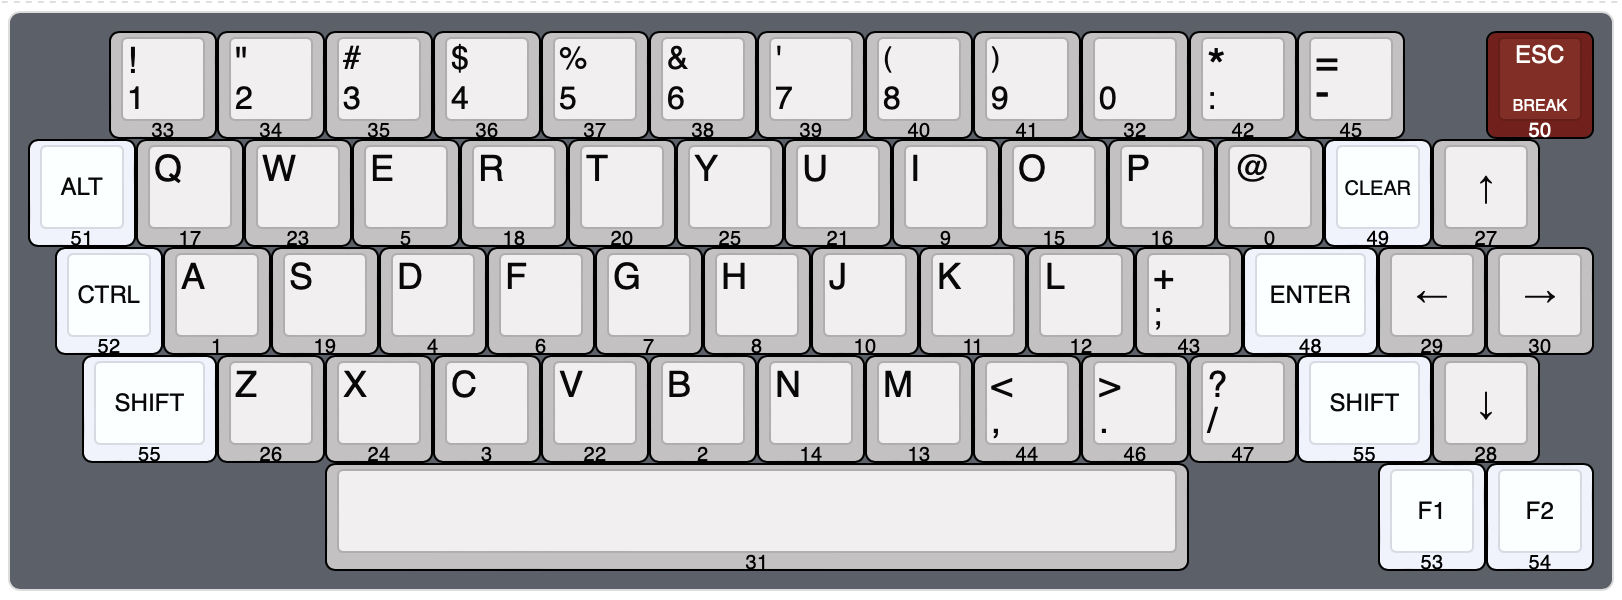 ! " # $ % & ' ( ) * = ESC
1 2 3 4 5 6 7 8 9 0 : - BREAK
33 34 35 36 37 38 39 40 41 32 42 45 50
ALT Q W E R T Y U I O P @ CLEAR ↑
51 17 23 5 18 20 25 21 9 15 16 0 49 27
CTRL A S D F G H J K L + ; ENTER ← →
52 1 19 4 6 7 8 10 11 12 43 48 29 30
SHIFT Z X C V B N M < , > . ? / SHIFT ↓
55 26 24 3 22 2 14 13 44 46 47 55 28
F1 F2
31 53 54